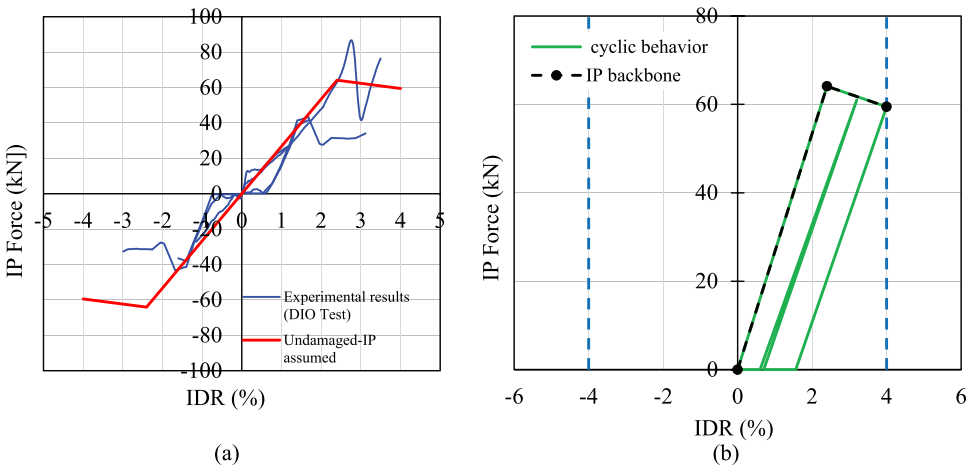 100
80
60
40
20
0
-20
-40
-60
-80
-100
-5 -4 -3 -2 -1 0 1 2 3 4 5
IP Force (kN])
IDR (%)
Experimental results
(DIO Test)
Undamaged-IP
assumed
(a)
80
60
40
20
0
-6 -4 -2 0 2 4 6
IP Force (kN)
IDR (%)
cyclic behavior
IP backbone
(b)